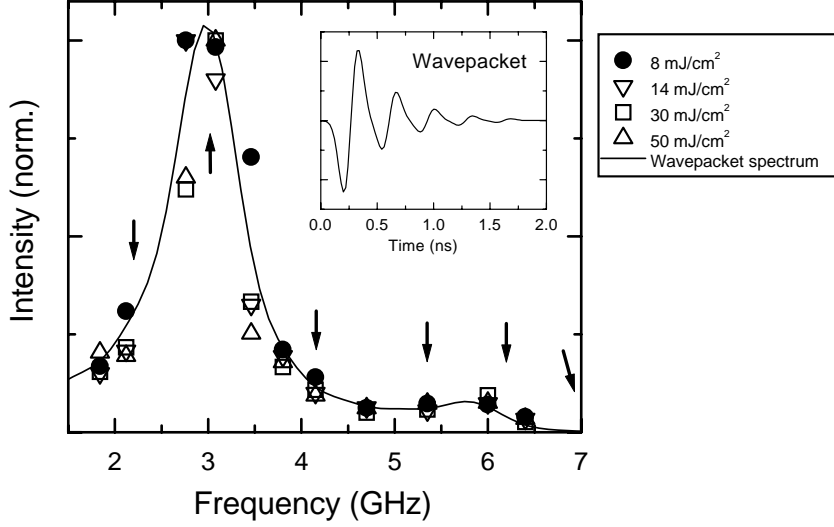 Intensity (norm.)
Wavepacket
0.0 0.5 1.0 1.5 2.0
Time (ns)
2 3 4 5 6 7
Frequency (GHz)
8 mJ/cm²
14 mJ/cm²
30 mJ/cm²
50 mJ/cm²
Wavepacket spectrum